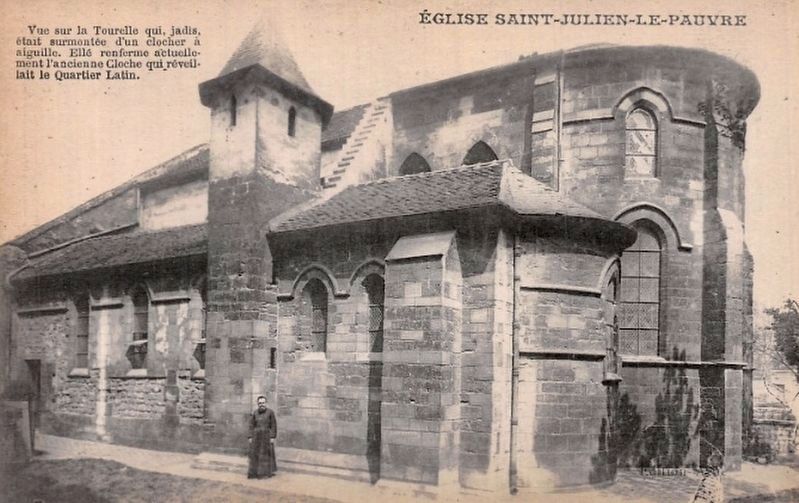 Vue sur la Tourelle qui, jadis,
était surmontée d'un clocher à
aiguille. Elle renferme actuelle-
ment l'ancienne Cloche qui réveil-
lait le Quartier Latin.
ÉGLISE SAINT-JULIEN-LE-PAUVRE
Edition